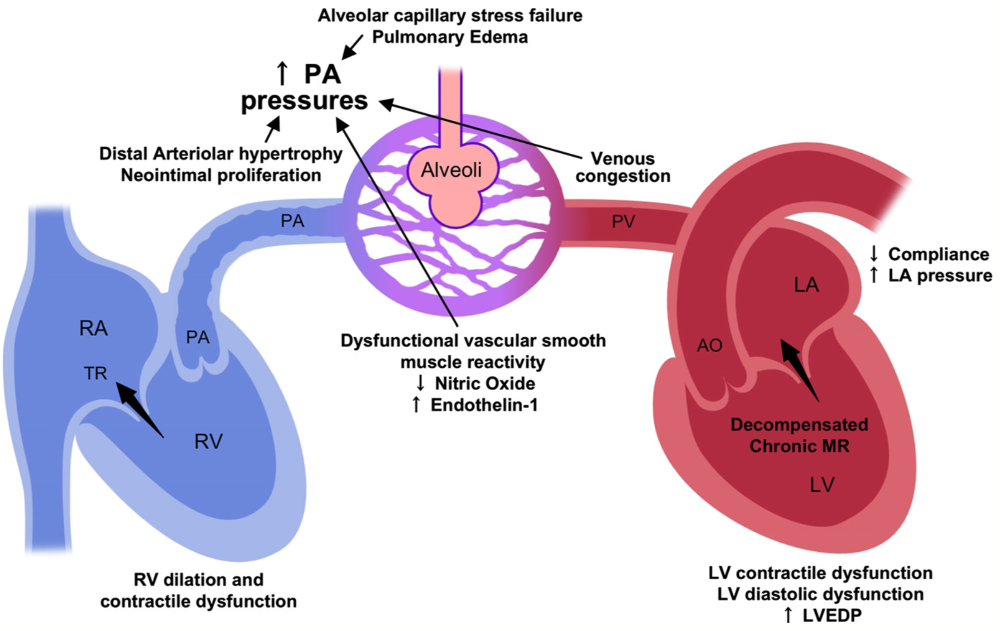 Alveolar capillary stress failure
Pulmonary Edema
↑ PA
pressures
Distal Arteriolar hypertrophy
Neointimal proliferation
Alveoli
Venous
congestion
PA
PV
↓ Compliance
↑ LA pressure
LA
RA
PA
AO
TR
Dysfunctional vascular smooth
muscle reactivity
↓ Nitric Oxide
↑ Endothelin-1
RV
Decompensated
Chronic MR
LV
RV dilation and
contractile dysfunction
LV contractile dysfunction
LV diastolic dysfunction
↑ LVEDP